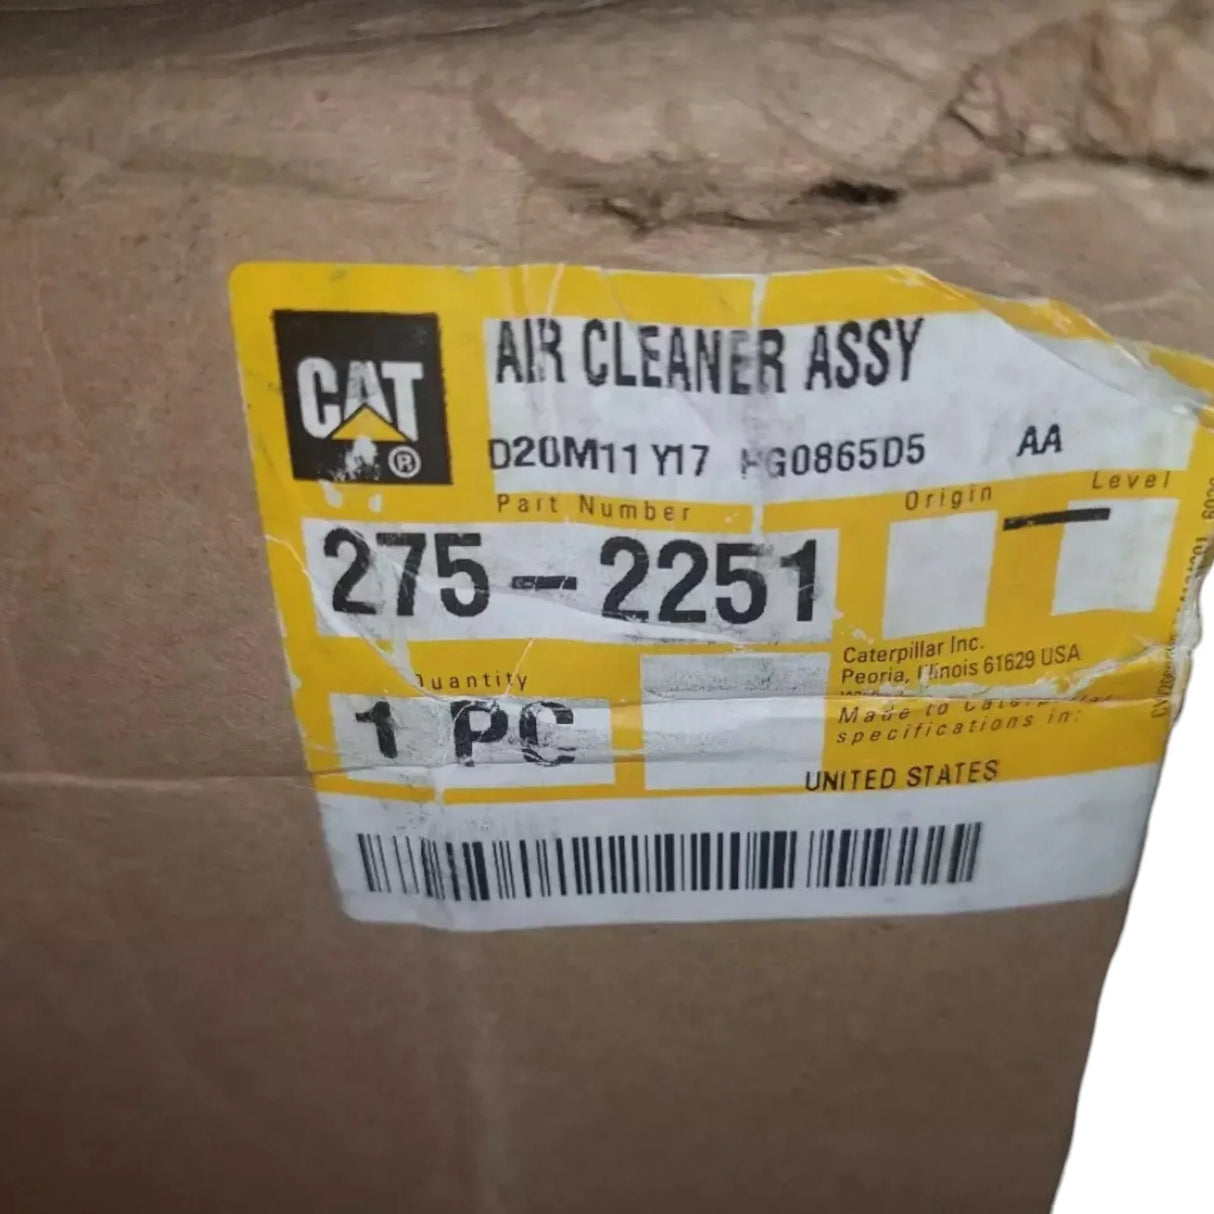 CAT®
AIR CLEANER ASSY
D20M11 Y17 G0865D5 AA
Part Number Origin Level
275-2251
Caterpillar Inc.
Peoria, Illinois 61629 USA
Quantity
1 PC
Made to Caterpillar
specifications in:
UNITED STATES